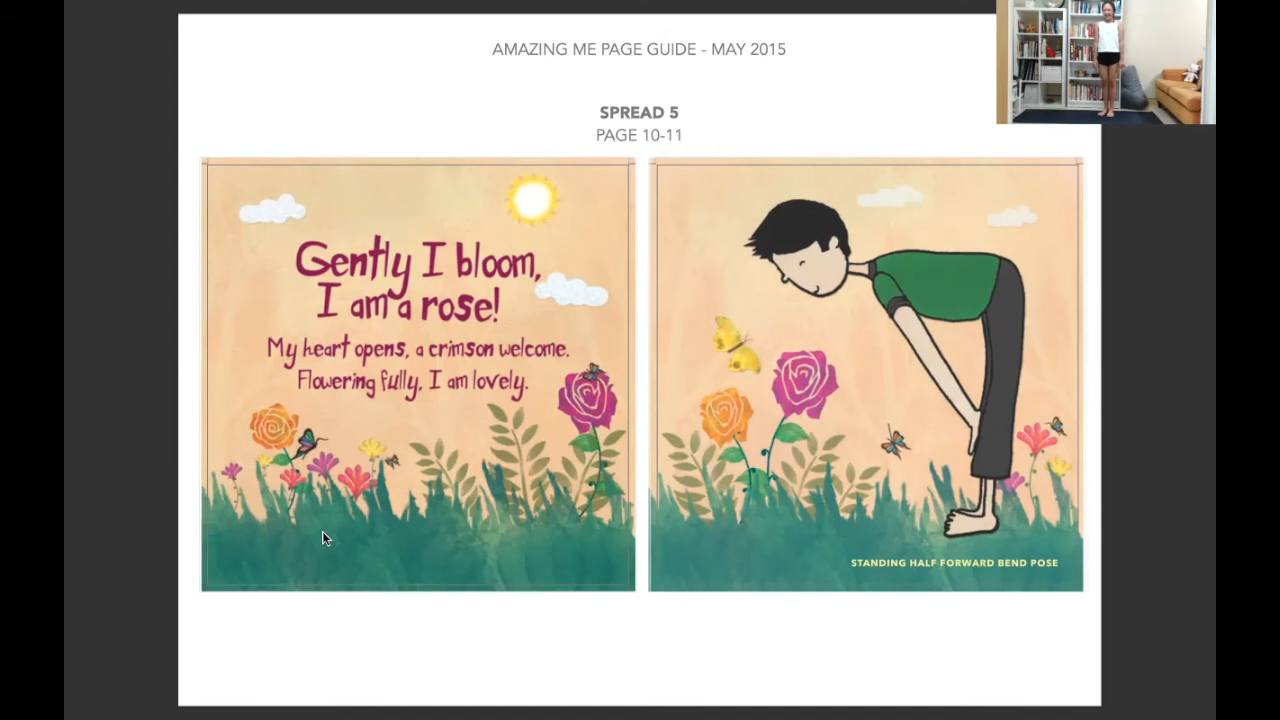 AMAZING ME PAGE GUIDE - MAY 2015
SPREAD 5
PAGE 10-11
Gently I bloom,
I am a rose!
My heart opens, a crimson welcome.
Flowering fully, I am lovely.
STANDING HALF FORWARD BEND POSE